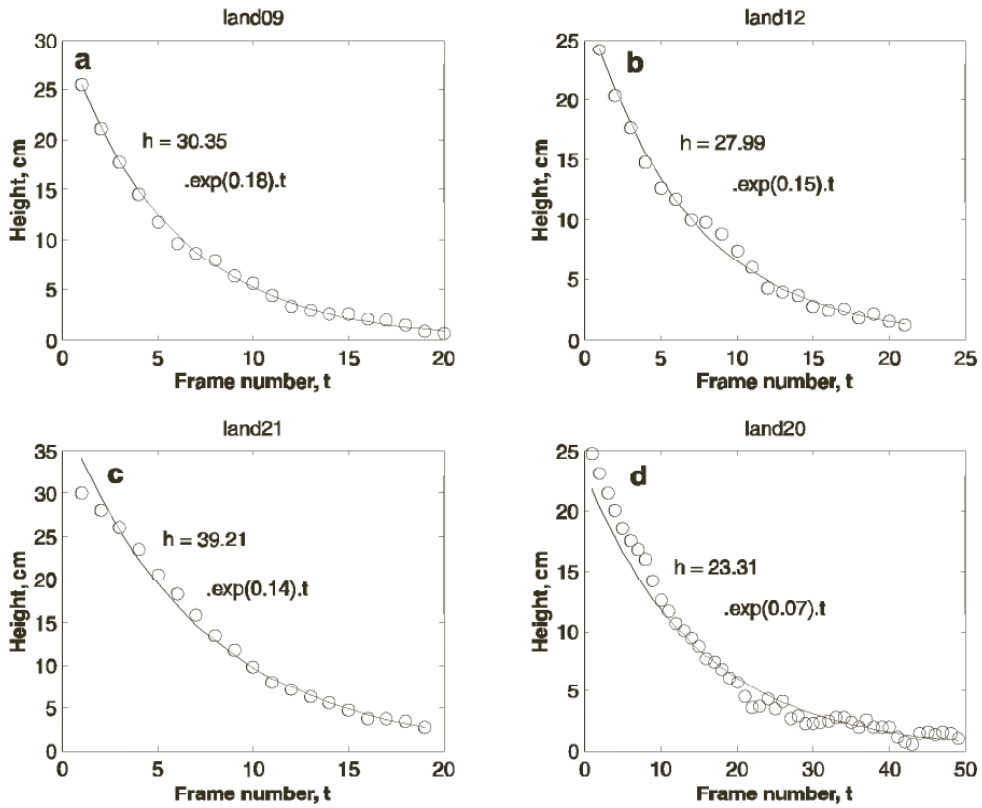 land09
a
h = 30.35
.exp(0.18).t
Height, cm
30
25
20
15
10
5
0
0 5 10 15 20
Frame number, t
land12
b
h = 27.99
.exp(0.15).t
Height, cm
25
20
15
10
5
0
0 5 10 15 20 25
Frame number, t
land21
c
h = 39.21
.exp(0.14).t
Height, cm
35
30
25
20
15
10
5
0
0 5 10 15 20
Frame number, t
land20
d
h = 23.31
.exp(0.07).t
Height, cm
25
20
15
10
5
0
0 10 20 30 40 50
Frame number, t